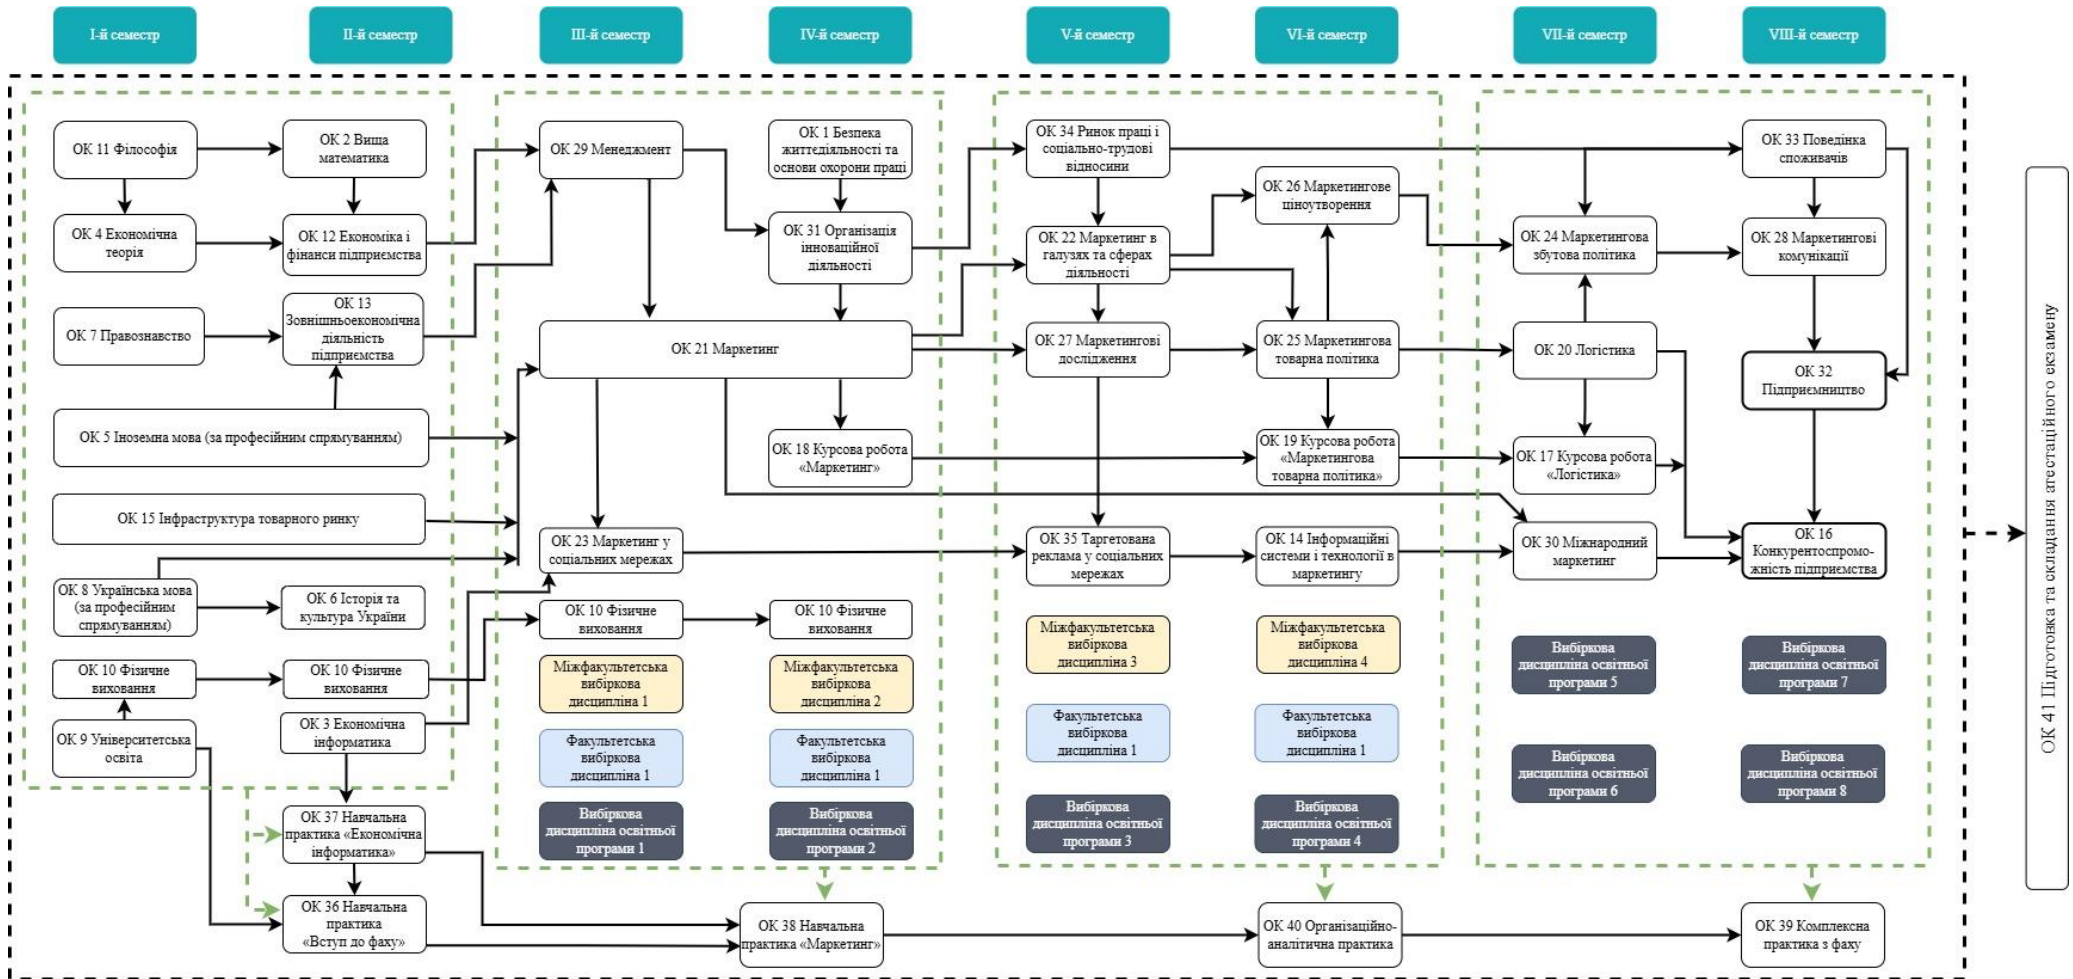 I-й семестр
II-й семестр
III-й семестр
IV-й семестр
V-й семестр
VI-й семестр
VII-й семестр
VIII-й семестр
ОК 11 Філософія
ОК 4 Економічна
теорія
ОК 7 Правознавство
ОК 5 Іноземна мова (за професійним спрямуванням)
ОК 15 Інфраструктура товарного ринку
ОК 8 Українська мова
(за професійним
спрямуванням)
ОК 10 Фізичне
виховання
ОК 9 Університетська
освіта
ОК 2 Вища
математика
ОК 12 Економіка і
фінанси підприємства
ОК 13
Зовнішньоекономічна
діяльність
підприємства
ОК 6 Історія та
культура України
ОК 10 Фізичне
виховання
ОК 3 Економічна
інформатика
ОК 37 Навчальна
практика «Економічна
інформатика»
ОК 36 Навчальна
практика
«Вступ до фаху»
ОК 29 Менеджмент
ОК 21 Маркетинг
ОК 23 Маркетинг у
соціальних мережах
ОК 10 Фізичне
виховання
Міжфакультетська
вибіркова
дисципліна 1
Факультетська
вибіркова
дисципліна 1
Вибіркова
дисципліна освітньої
програми 1
ОК 1 Безпека
життєдіяльності та
основи охорони праці
ОК 31 Організація
інноваційної
діяльності
ОК 18 Курсова робота
«Маркетинг»
ОК 10 Фізичне
виховання
Міжфакультетська
вибіркова
дисципліна 2
Факультетська
вибіркова
дисципліна 1
Вибіркова
дисципліна освітньої
програми 2
ОК 38 Навчальна
практика «Маркетинг»
ОК 34 Ринок праці і
соціально-трудові
відносини
ОК 22 Маркетинг в
галузях та сферах
діяльності
ОК 27 Маркетингові
дослідження
ОК 35 Таргетована
реклама у соціальних
мережах
Міжфакультетська
вибіркова
дисципліна 3
Факультетська
вибіркова
дисципліна 1
Вибіркова
дисципліна освітньої
програми 3
ОК 26 Маркетингове
ціноутворення
ОК 25 Маркетингова
товарна політика
ОК 19 Курсова робота
«Маркетингова
товарна політика»
ОК 14 Інформаційні
системи і технології в
маркетингу
Міжфакультетська
вибіркова
дисципліна 4
Факультетська
вибіркова
дисципліна 1
Вибіркова
дисципліна освітньої
програми 4
ОК 40 Організаційно-
аналітична практика
ОК 24 Маркетингова
збутова політика
ОК 20 Логістика
ОК 17 Курсова робота
«Логістика»
ОК 30 Міжнародний
маркетинг
Вибіркова
дисципліна освітньої
програми 5
Вибіркова
дисципліна освітньої
програми 6
ОК 33 Поведінка
споживачів
ОК 28 Маркетингові
комунікації
ОК 32
Підприємництво
ОК 16
Конкурентоспромо-
жність підприємства
Вибіркова
дисципліна освітньої
програми 7
Вибіркова
дисципліна освітньої
програми 8
ОК 39 Комплексна
практика з фаху
ОК 41 Підготовка та складання атестаційного екзамену